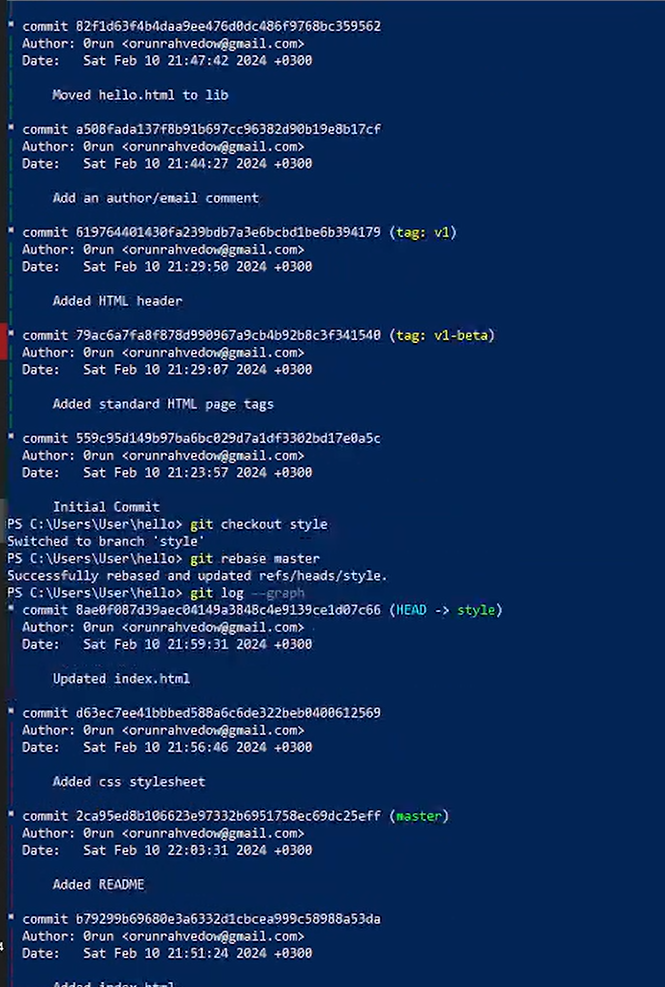 * commit 82f1d63f4b4daa9ee476d0dc486f9768bc359562
Author: 0run <orunrahvedow@gmail.com>
Date:   Sat Feb 10 21:47:42 2024 +0300
Moved hello.html to lib
* commit a508fada137f8b91b697cc96382d90b19e8b17cf
Author: 0run <orunrahvedow@gmail.com>
Date:   Sat Feb 10 21:44:27 2024 +0300
Add an author/email comment
* commit 619764401430fa239bdb7a3e6bcbd1be6b394179 (tag: v1)
Author: 0run <orunrahvedow@gmail.com>
Date:   Sat Feb 10 21:29:50 2024 +0300
Added HTML header
* commit 79ac6a7fa8f878d990967a9cb4b92b8c3f341540 (tag: v1-beta)
Author: 0run <orunrahvedow@gmail.com>
Date:   Sat Feb 10 21:29:07 2024 +0300
Added standard HTML page tags
* commit 559c95d149b97ba6bc029d7a1df3302bd17e0a5c
Author: 0run <orunrahvedow@gmail.com>
Date:   Sat Feb 10 21:23:57 2024 +0300
Initial Commit
PS C:\Users\User\hello> git checkout style
Switched to branch 'style'
PS C:\Users\User\hello> git rebase master
Successfully rebased and updated refs/heads/style.
PS C:\Users\User\hello> git log --graph
* commit 8ae0f087d39aec04149a3848c4e9139ce1d07c66 (HEAD -> style)
Author: 0run <orunrahvedow@gmail.com>
Date:   Sat Feb 10 21:59:31 2024 +0300
Updated index.html
* commit d63ec7ee41bbbed588a6c6de322beb0400612569
Author: 0run <orunrahvedow@gmail.com>
Date:   Sat Feb 10 21:56:46 2024 +0300
Added css stylesheet
* commit 2ca95ed8b106623e97332b6951758ec69dc25eff (master)
Author: 0run <orunrahvedow@gmail.com>
Date:   Sat Feb 10 22:03:31 2024 +0300
Added README
* commit b79299b69680e3a6332d1cbcea999c58988a53da
Author: 0run <orunrahvedow@gmail.com>
Date:   Sat Feb 10 21:51:24 2024 +0300
Added index.html